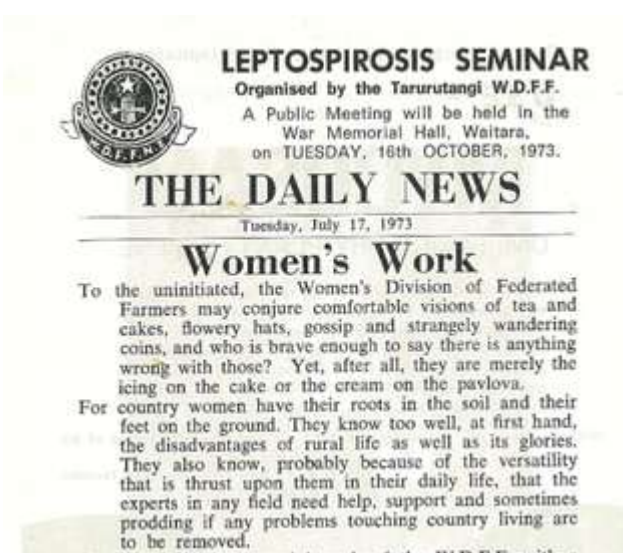 LEPTOSPIROSIS SEMINAR
Organised by the Tarurutangi W.D.F.F.
A Public Meeting will be held in the
War Memorial Hall, Waitara,
on TUESDAY, 16th OCTOBER, 1973.
W.D.F.F.N.Z.
THE DAILY NEWS
Tuesday, July 17, 1973
Women's Work
To the uninitiated, the Women's Division of Federated
Farmers may conjure comfortable visions of tea and
cakes, flowery hats, gossip and strangely wandering
coins, and who is brave enough to say there is anything
wrong with those? Yet, after all, they are merely the
icing on the cake or the cream on the pavlova.
For country women have their roots in the soil and their
feet on the ground. They know too well, at first hand,
the disadvantages of rural life as well as its glories.
They also know, probably because of the versatility
that is thrust upon them in their daily life, that the
experts in any field need help, support and sometimes
prodding if any problems touching country living are
to be removed.